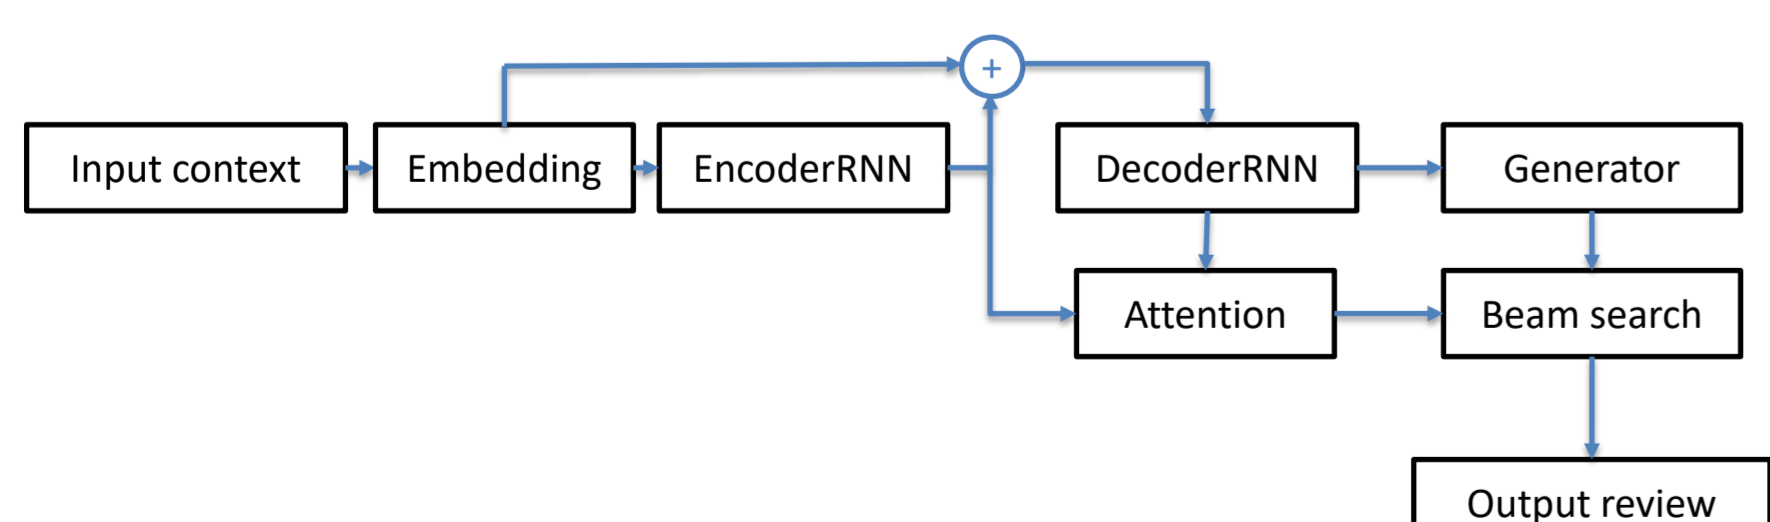 +
Input context
Embedding
EncoderRNN
DecoderRNN
Generator
Attention
Beam search
Output review